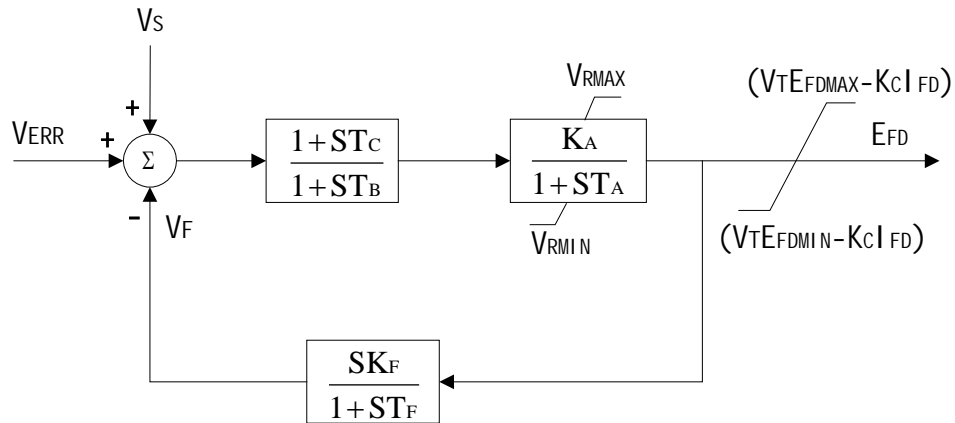 VS
+
VERR
+
Σ
-
VF
1+STC
1+STB
VRMAX
KA
1+STA
VRMIN
(VTEFDMAX-KCIFD)
EFD
(VTEFDMIN-KCIFD)
SKF
1+STF